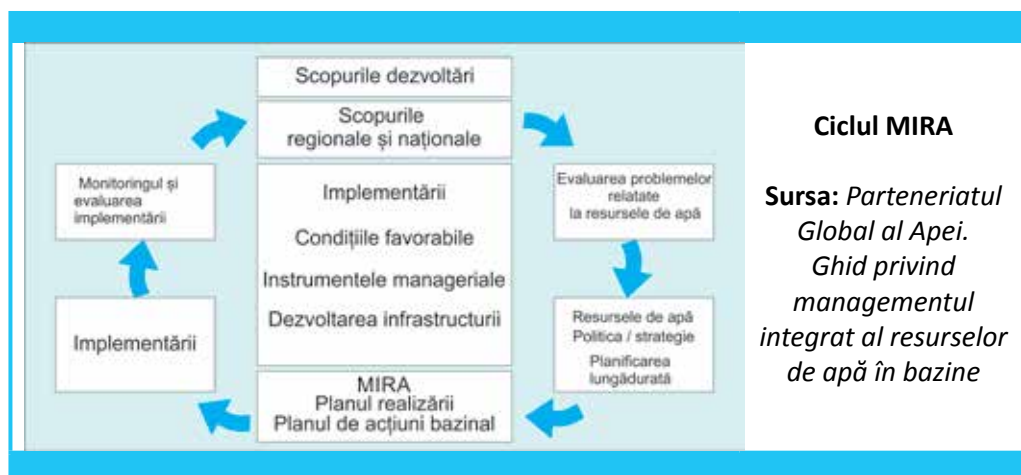 Scopurile dezvoltări
Scopurile
regionale și naționale
Monitoringul și
evaluarea
implementării
Implementării
Condițiile favorabile
Instrumentele manageriale
Dezvoltarea infrastructurii
Evaluarea problemelor
relatate
la resursele de apă
Implementării
Resursele de apă
Politica / strategie
Planificarea
lungădurată
MIRA
Planul realizării
Planul de acțiuni bazinal
Ciclul MIRA
Sursa: Parteneriatul
Global al Apei.
Ghid privind
managementul
integrat al resurselor
de apă în bazine